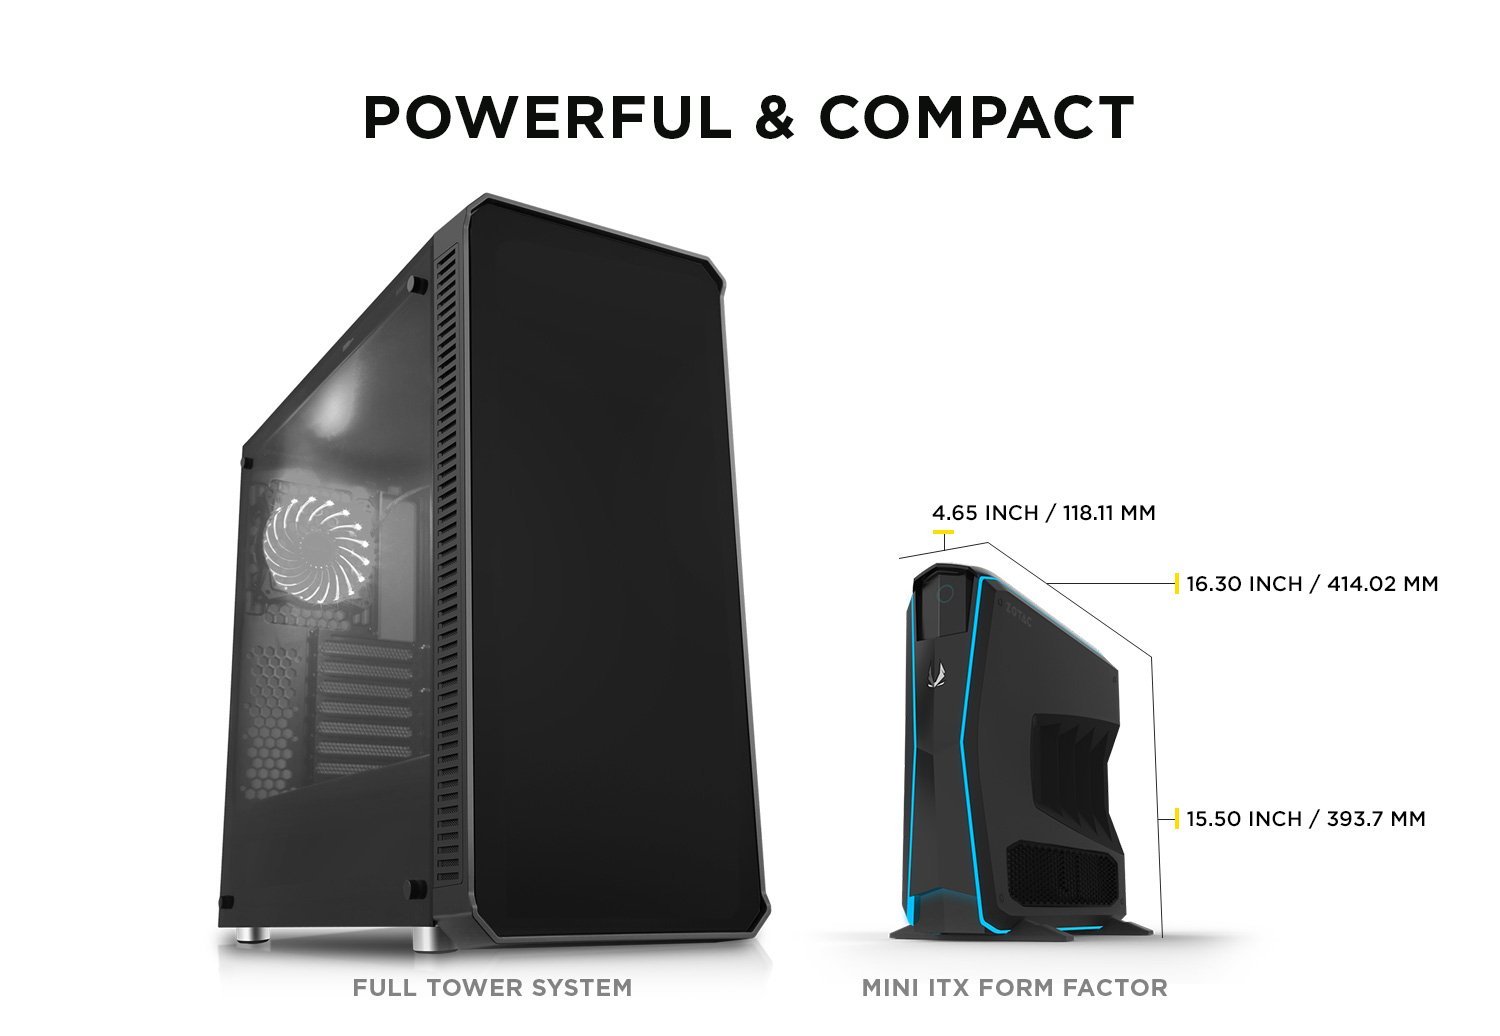 POWERFUL & COMPACT
4.65 INCH / 118.11 MM
16.30 INCH / 414.02 MM
ZOTAC
15.50 INCH / 393.7 MM
FULL TOWER SYSTEM
MINI ITX FORM FACTOR